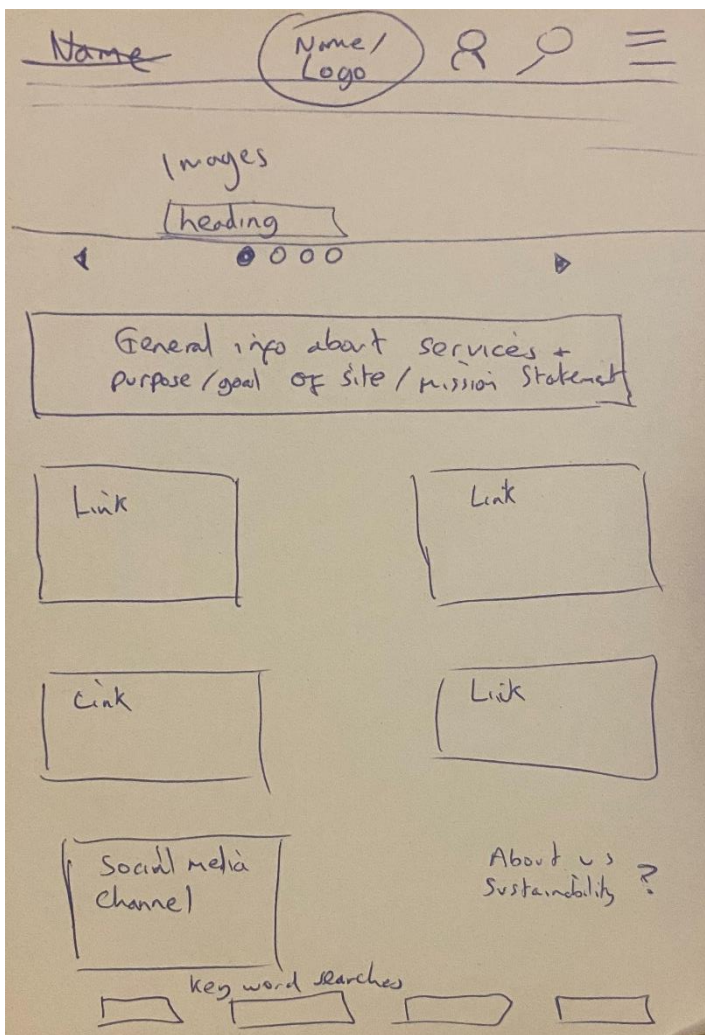 Name
Name/
Logo
Images
heading
General info about services +
purpose/goal of site/mission Statement
Link
Link
Link
Link
Social media
Channel
About us
Sustainability ?
key word searches